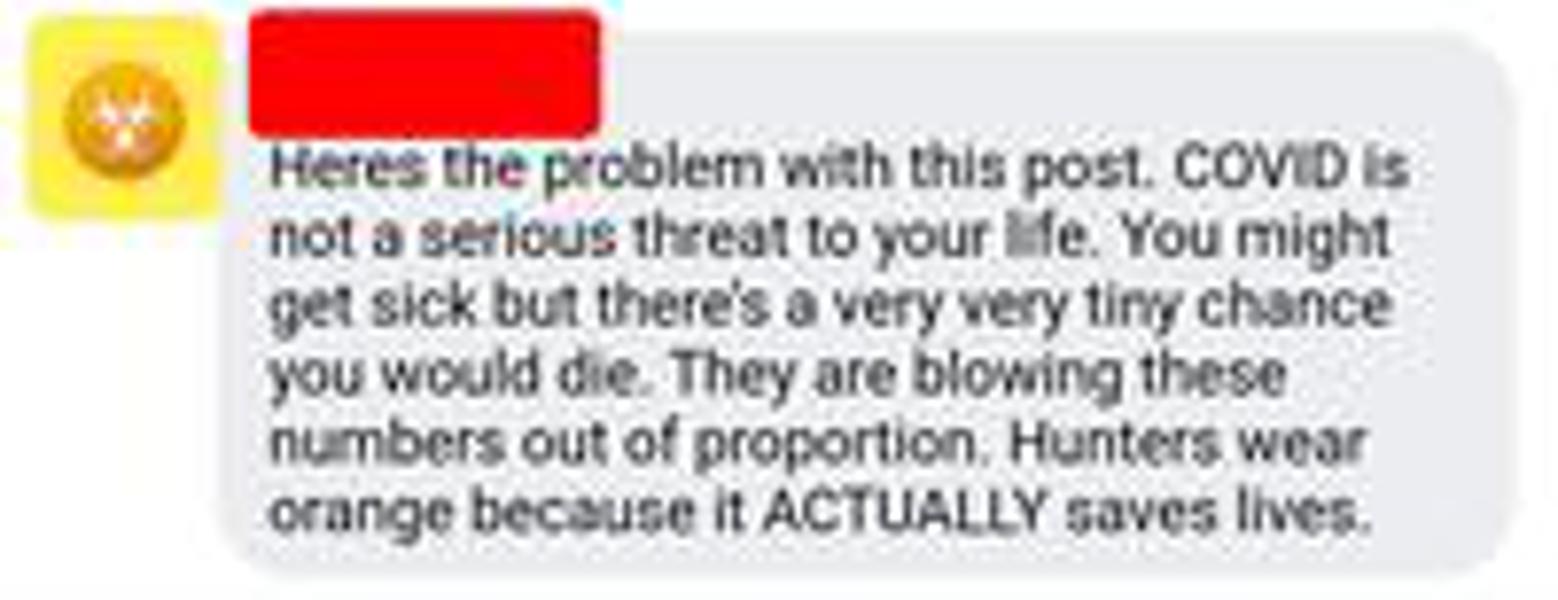 Heres the problem with this post. COVID is
not a serious threat to your life. You might
get sick but there's a very very tiny chance
you would die. They are blowing these
numbers out of proportion. Hunters wear
orange because it ACTUALLY saves lives.